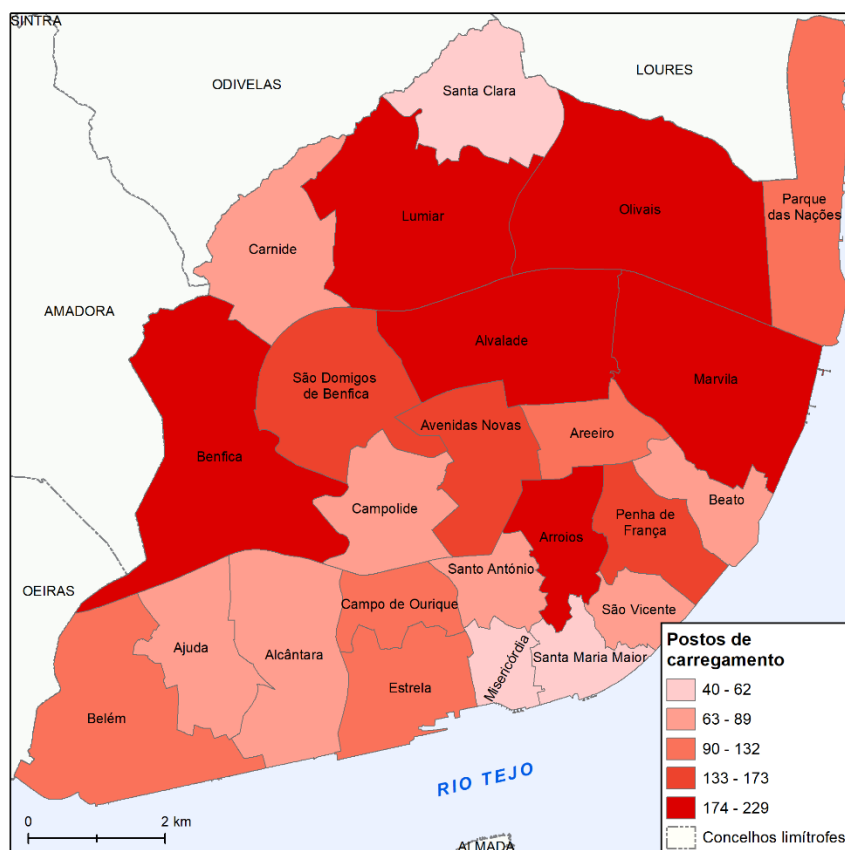 SINTRA
ODIVELAS
LOURES
Santa Clara
Parque
das Nações
Lumiar
Olivais
Carnide
AMADORA
Alvalade
Marvila
São Domigos
de Benfica
Avenidas Novas
Areeiro
Benfica
Beato
Campolide
Penha de
França
Arroios
Santo António
OEIRAS
Campo de Ourique
São Vicente
Ajuda
Alcântara
Misericórdia
Santa Maria Maior
Estrela
Belém
RIO TEJO
ALMADA
0
2 km
Postos de
carregamento
40 - 62
63 - 89
90 - 132
133 - 173
174 - 229
Concelhos limítrofes